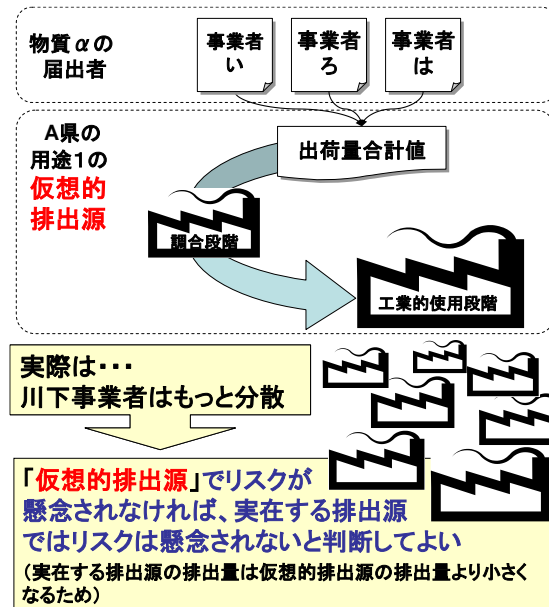 物質αの
届出者
事業者
い
事業者
ろ
事業者
は
A県の
用途1の
仮想的
排出源
出荷量合計値
調合段階
工業的使用段階
実際は・・・
川下事業者はもっと分散
「仮想的排出源」でリスクが
懸念されなければ、実在する排出源
ではリスクは懸念されないと判断してよい
(実在する排出源の排出量は仮想的排出源の排出量より小さく
なるため)